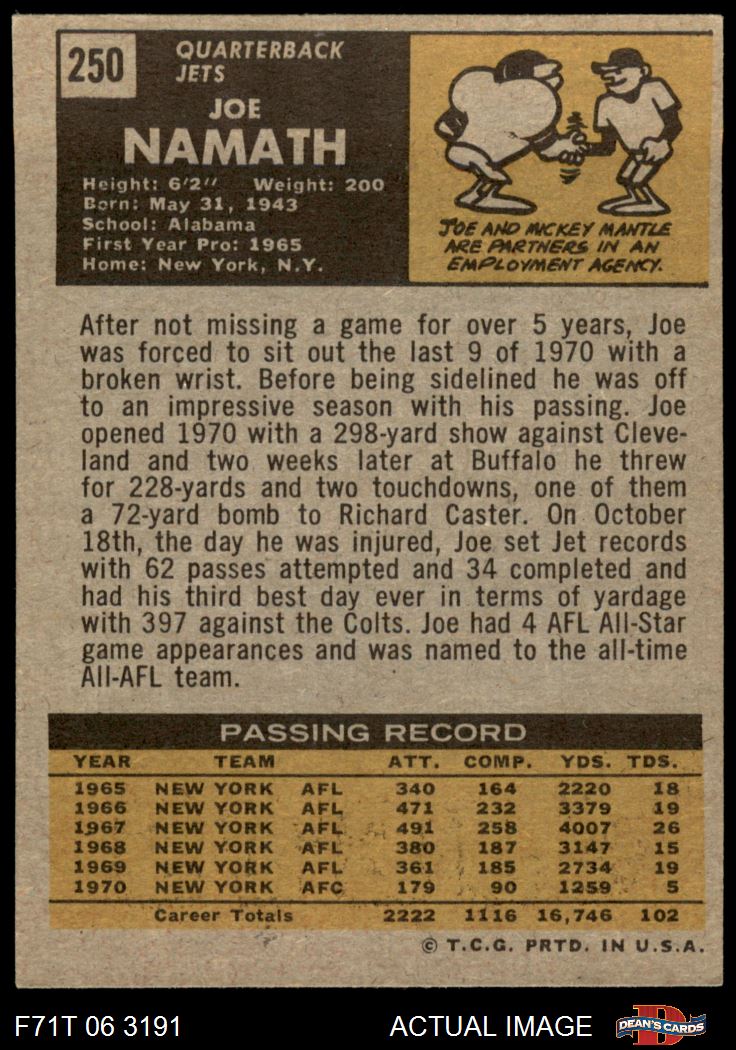 250
QUARTERBACK
JETS
JOE
NAMATH
Height: 6'2" Weight: 200
Born: May 31, 1943
School: Alabama
First Year Pro: 1965
Home: New York, N.Y.
JOE AND MICKEY MANTLE
ARE PARTNERS IN AN
EMPLOYMENT AGENCY.
After not missing a game for over 5 years, Joe
was forced to sit out the last 9 of 1970 with a
broken wrist. Before being sidelined he was off
to an impressive season with his passing. Joe
opened 1970 with a 298-yard show against Cleve-
land and two weeks later at Buffalo he threw
for 228-yards and two touchdowns, one of them
a 72-yard bomb to Richard Caster. On October
18th, the day he was injured, Joe set Jet records
with 62 passes attempted and 34 completed and
had his third best day ever in terms of yardage
with 397 against the Colts. Joe had 4 AFL All-Star
game appearances and was named to the all-time
All-AFL team.
PASSING RECORD
YEAR TEAM ATT. COMP. YDS. TDS.
1965 NEW YORK AFL 340 164 2220 18
1966 NEW YORK AFL 471 232 3379 19
1967 NEW YORK AFL 491 258 4007 26
1968 NEW YORK AFL 380 187 3147 15
1969 NEW YORK AFL 361 185 2734 19
1970 NEW YORK AFC 179 90 1259 5
Career Totals 2222 1116 16,746 102
© T.C.G. PRTD. IN U.S.A.
F71T 06 3191 ACTUAL IMAGE DEAN'S CARDS